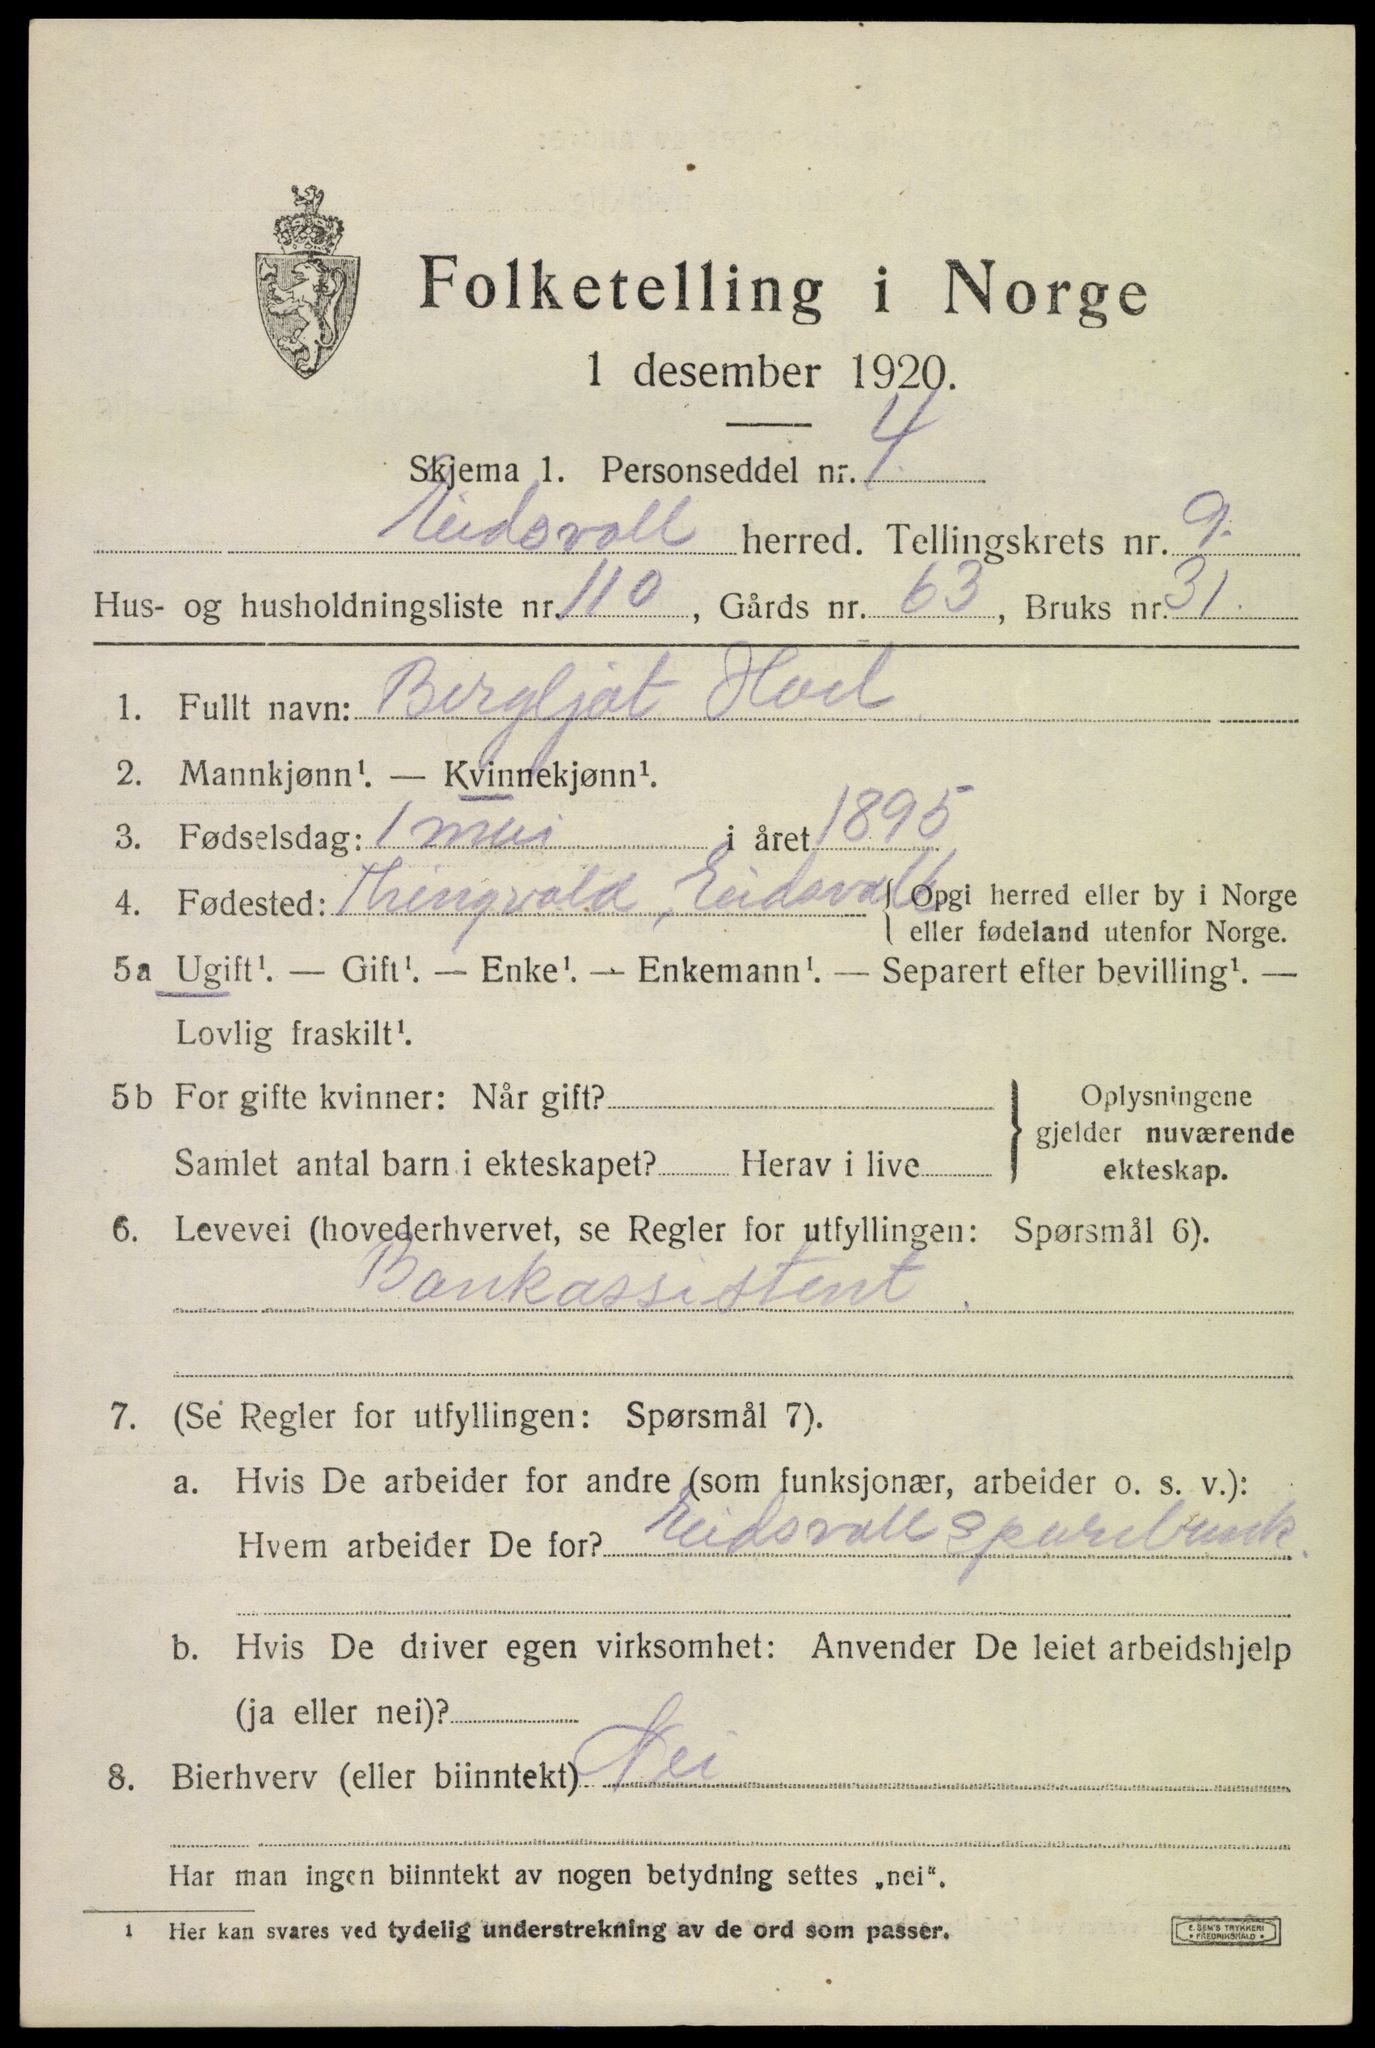 Folketelling i Norge
1 desember 1920.
Skjema 1. Personseddel nr. 4.
Eidsvoll herred. Tellingskrets nr. 9.
Hus- og husholdningsliste nr. 110, Gårds nr. 63, Bruks nr. 31.
1. Fullt navn: Bergljot Hoel
2. Mannkjønn¹. — Kvinnekjønn¹.
3. Fødselsdag: 1 mai i året 1895
4. Fødested: Thingvold, Eidsvoll { Opgi herred eller by i Norge
eller fødeland utenfor Norge.
5a Ugift¹. — Gift¹. — Enke¹. — Enkemann¹. — Separert efter bevilling¹. —
Lovlig fraskilt¹.
5b For gifte kvinner: Når gift?
Samlet antal barn i ekteskapet? Herav i live
} Oplysningene
gjelder nuværende
ekteskap.
6. Levevei (hovederhvervet, se Regler for utfyllingen: Spørsmål 6).
Bankassistent.
7. (Se Regler for utfyllingen: Spørsmål 7).
a. Hvis De arbeider for andre (som funksjonær, arbeider o. s. v.):
Hvem arbeider De for? Eidsvoll sparebank.
b. Hvis De driver egen virksomhet: Anvender De leiet arbeidshjelp
(ja eller nei)?
8. Bierhverv (eller biinntekt) Nei
Har man ingen biinntekt av nogen betydning settes „nei“.
1 Her kan svares ved tydelig understrekning av de ord som passer.
E. SEM'S TRYKKERI
• FREDRIKSHALD •